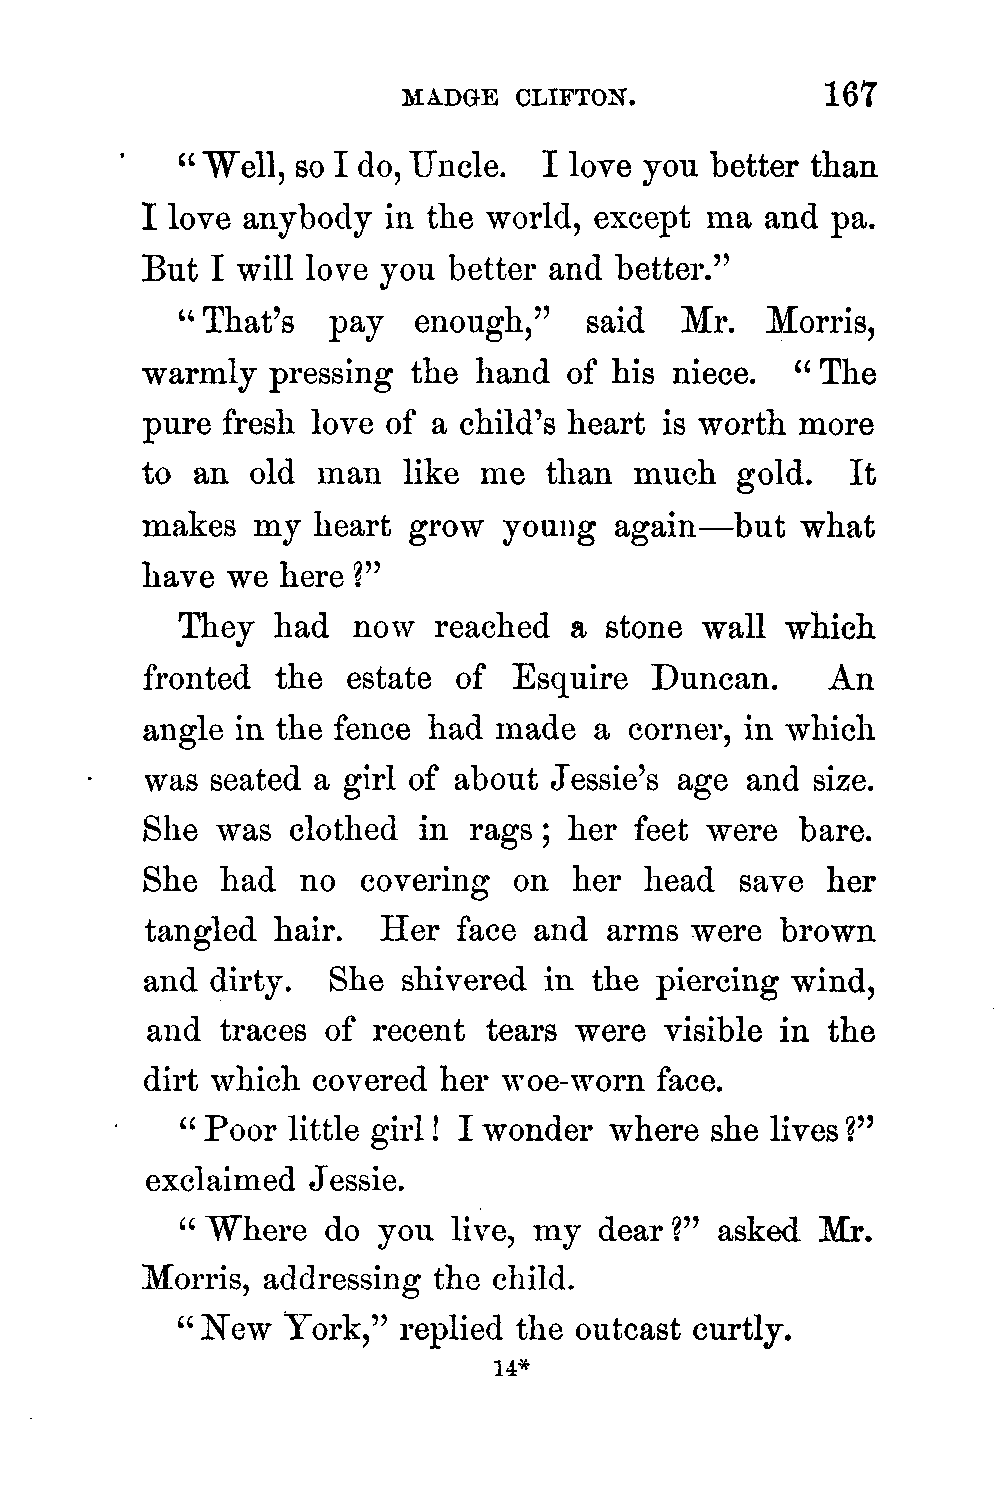 MADGE CLIFTON. 167
“Well, so I do, Uncle. I love you better than
I love anybody in the world, except ma and pa.
But I will love you better and better.”
“That’s pay enough,” said Mr. Morris,
warmly pressing the hand of his niece. “The
pure fresh love of a child’s heart is worth more
to an old man like me than much gold. It
makes my heart grow young again—but what
have we here?”
They had now reached a stone wall which
fronted the estate of Esquire Duncan. An
angle in the fence had made a corner, in which
was seated a girl of about Jessie’s age and size.
She was clothed in rags; her feet were bare.
She had no covering on her head save her
tangled hair. Her face and arms were brown
and dirty. She shivered in the piercing wind,
and traces of recent tears were visible in the
dirt which covered her woe-worn face.
“Poor little girl! I wonder where she lives?”
exclaimed Jessie.
“Where do you live, my dear?” asked Mr.
Morris, addressing the child.
“New York,” replied the outcast curtly.
14*